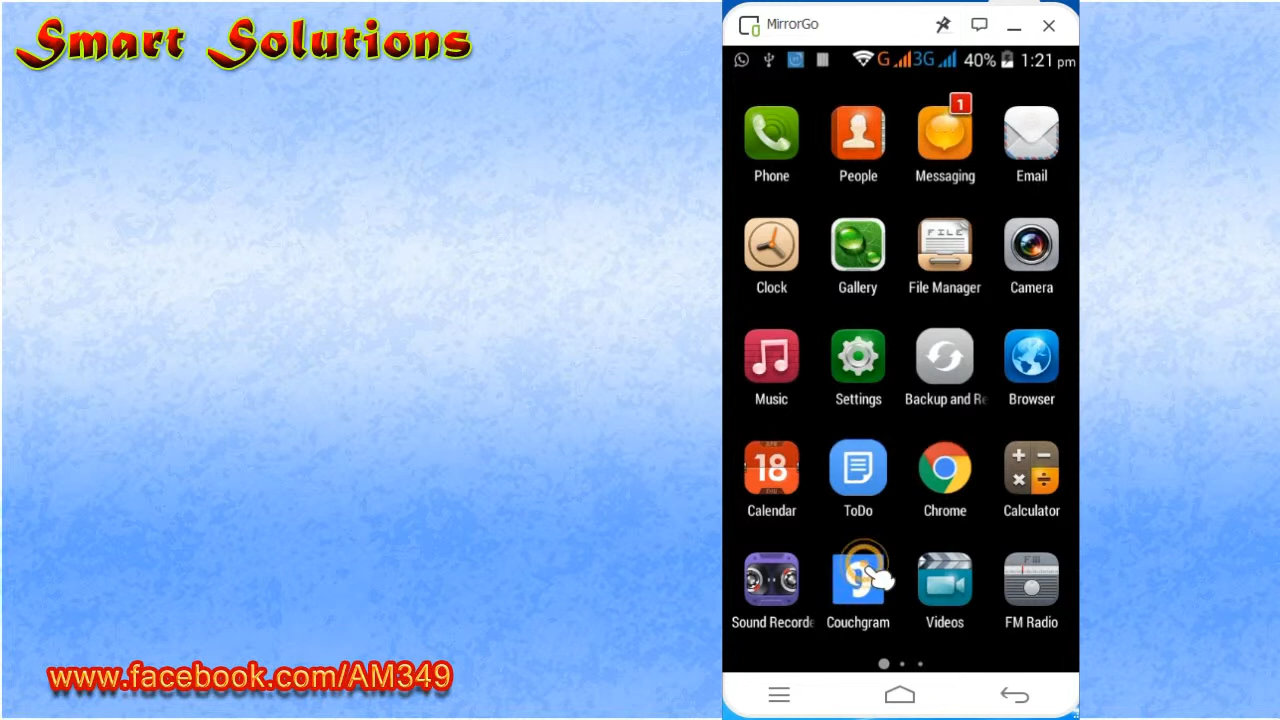 Smart Solutions
MirrorGo
G 3G 40% 1:21 pm
1
Phone People Messaging Email
FILE
Clock Gallery File Manager Camera
Music Settings Backup and Re Browser
18
Calendar ToDo Chrome Calculator
FM
Sound Recorde Couchgram Videos FM Radio
www.facebook.com/AM349